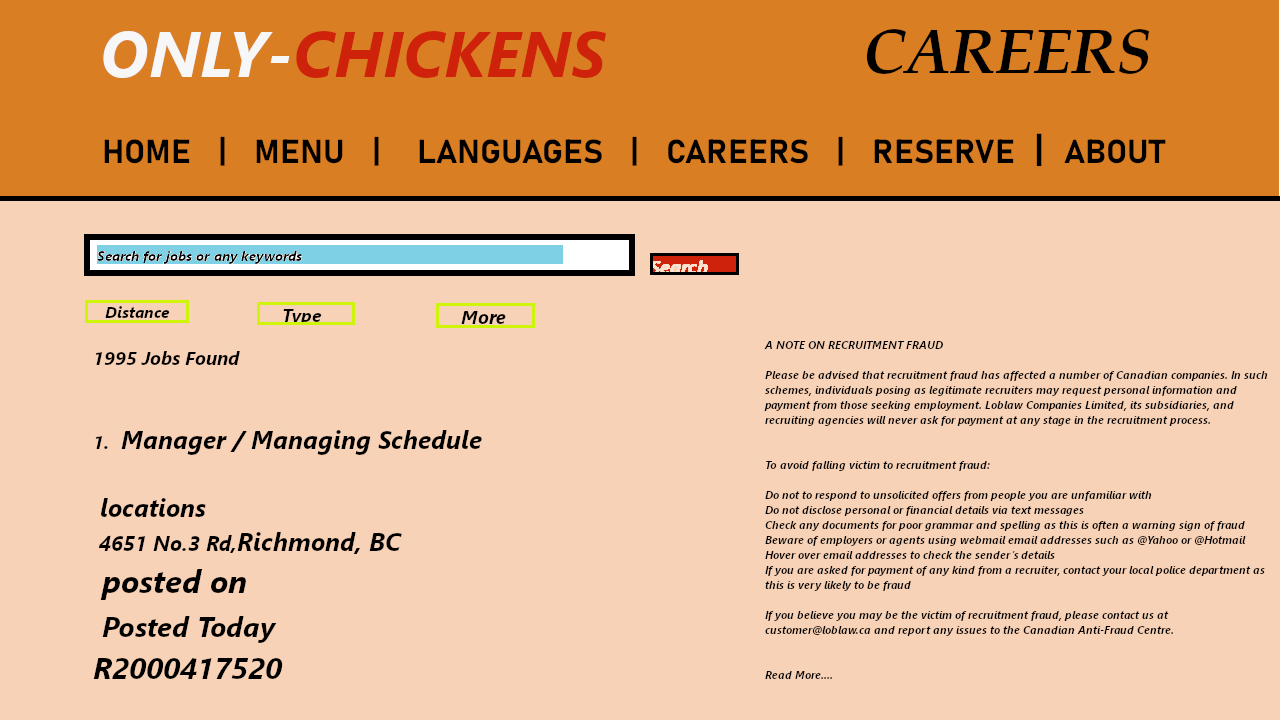 ONLY-CHICKENS
CAREERS
HOME | MENU | LANGUAGES | CAREERS | RESERVE | ABOUT
Search for jobs or any keywords
Search
Distance
Type
More
1995 Jobs Found
1. Manager / Managing Schedule
locations
4651 No.3 Rd,Richmond, BC
posted on
Posted Today
R2000417520
A NOTE ON RECRUITMENT FRAUD
Please be advised that recruitment fraud has affected a number of Canadian companies. In such
schemes, individuals posing as legitimate recruiters may request personal information and
payment from those seeking employment. Loblaw Companies Limited, its subsidiaries, and
recruiting agencies will never ask for payment at any stage in the recruitment process.
To avoid falling victim to recruitment fraud:
Do not to respond to unsolicited offers from people you are unfamiliar with
Do not disclose personal or financial details via text messages
Check any documents for poor grammar and spelling as this is often a warning sign of fraud
Beware of employers or agents using webmail email addresses such as @Yahoo or @Hotmail
Hover over email addresses to check the sender's details
If you are asked for payment of any kind from a recruiter, contact your local police department as
this is very likely to be fraud
If you believe you may be the victim of recruitment fraud, please contact us at
customer@loblaw.ca and report any issues to the Canadian Anti-Fraud Centre.
Read More....